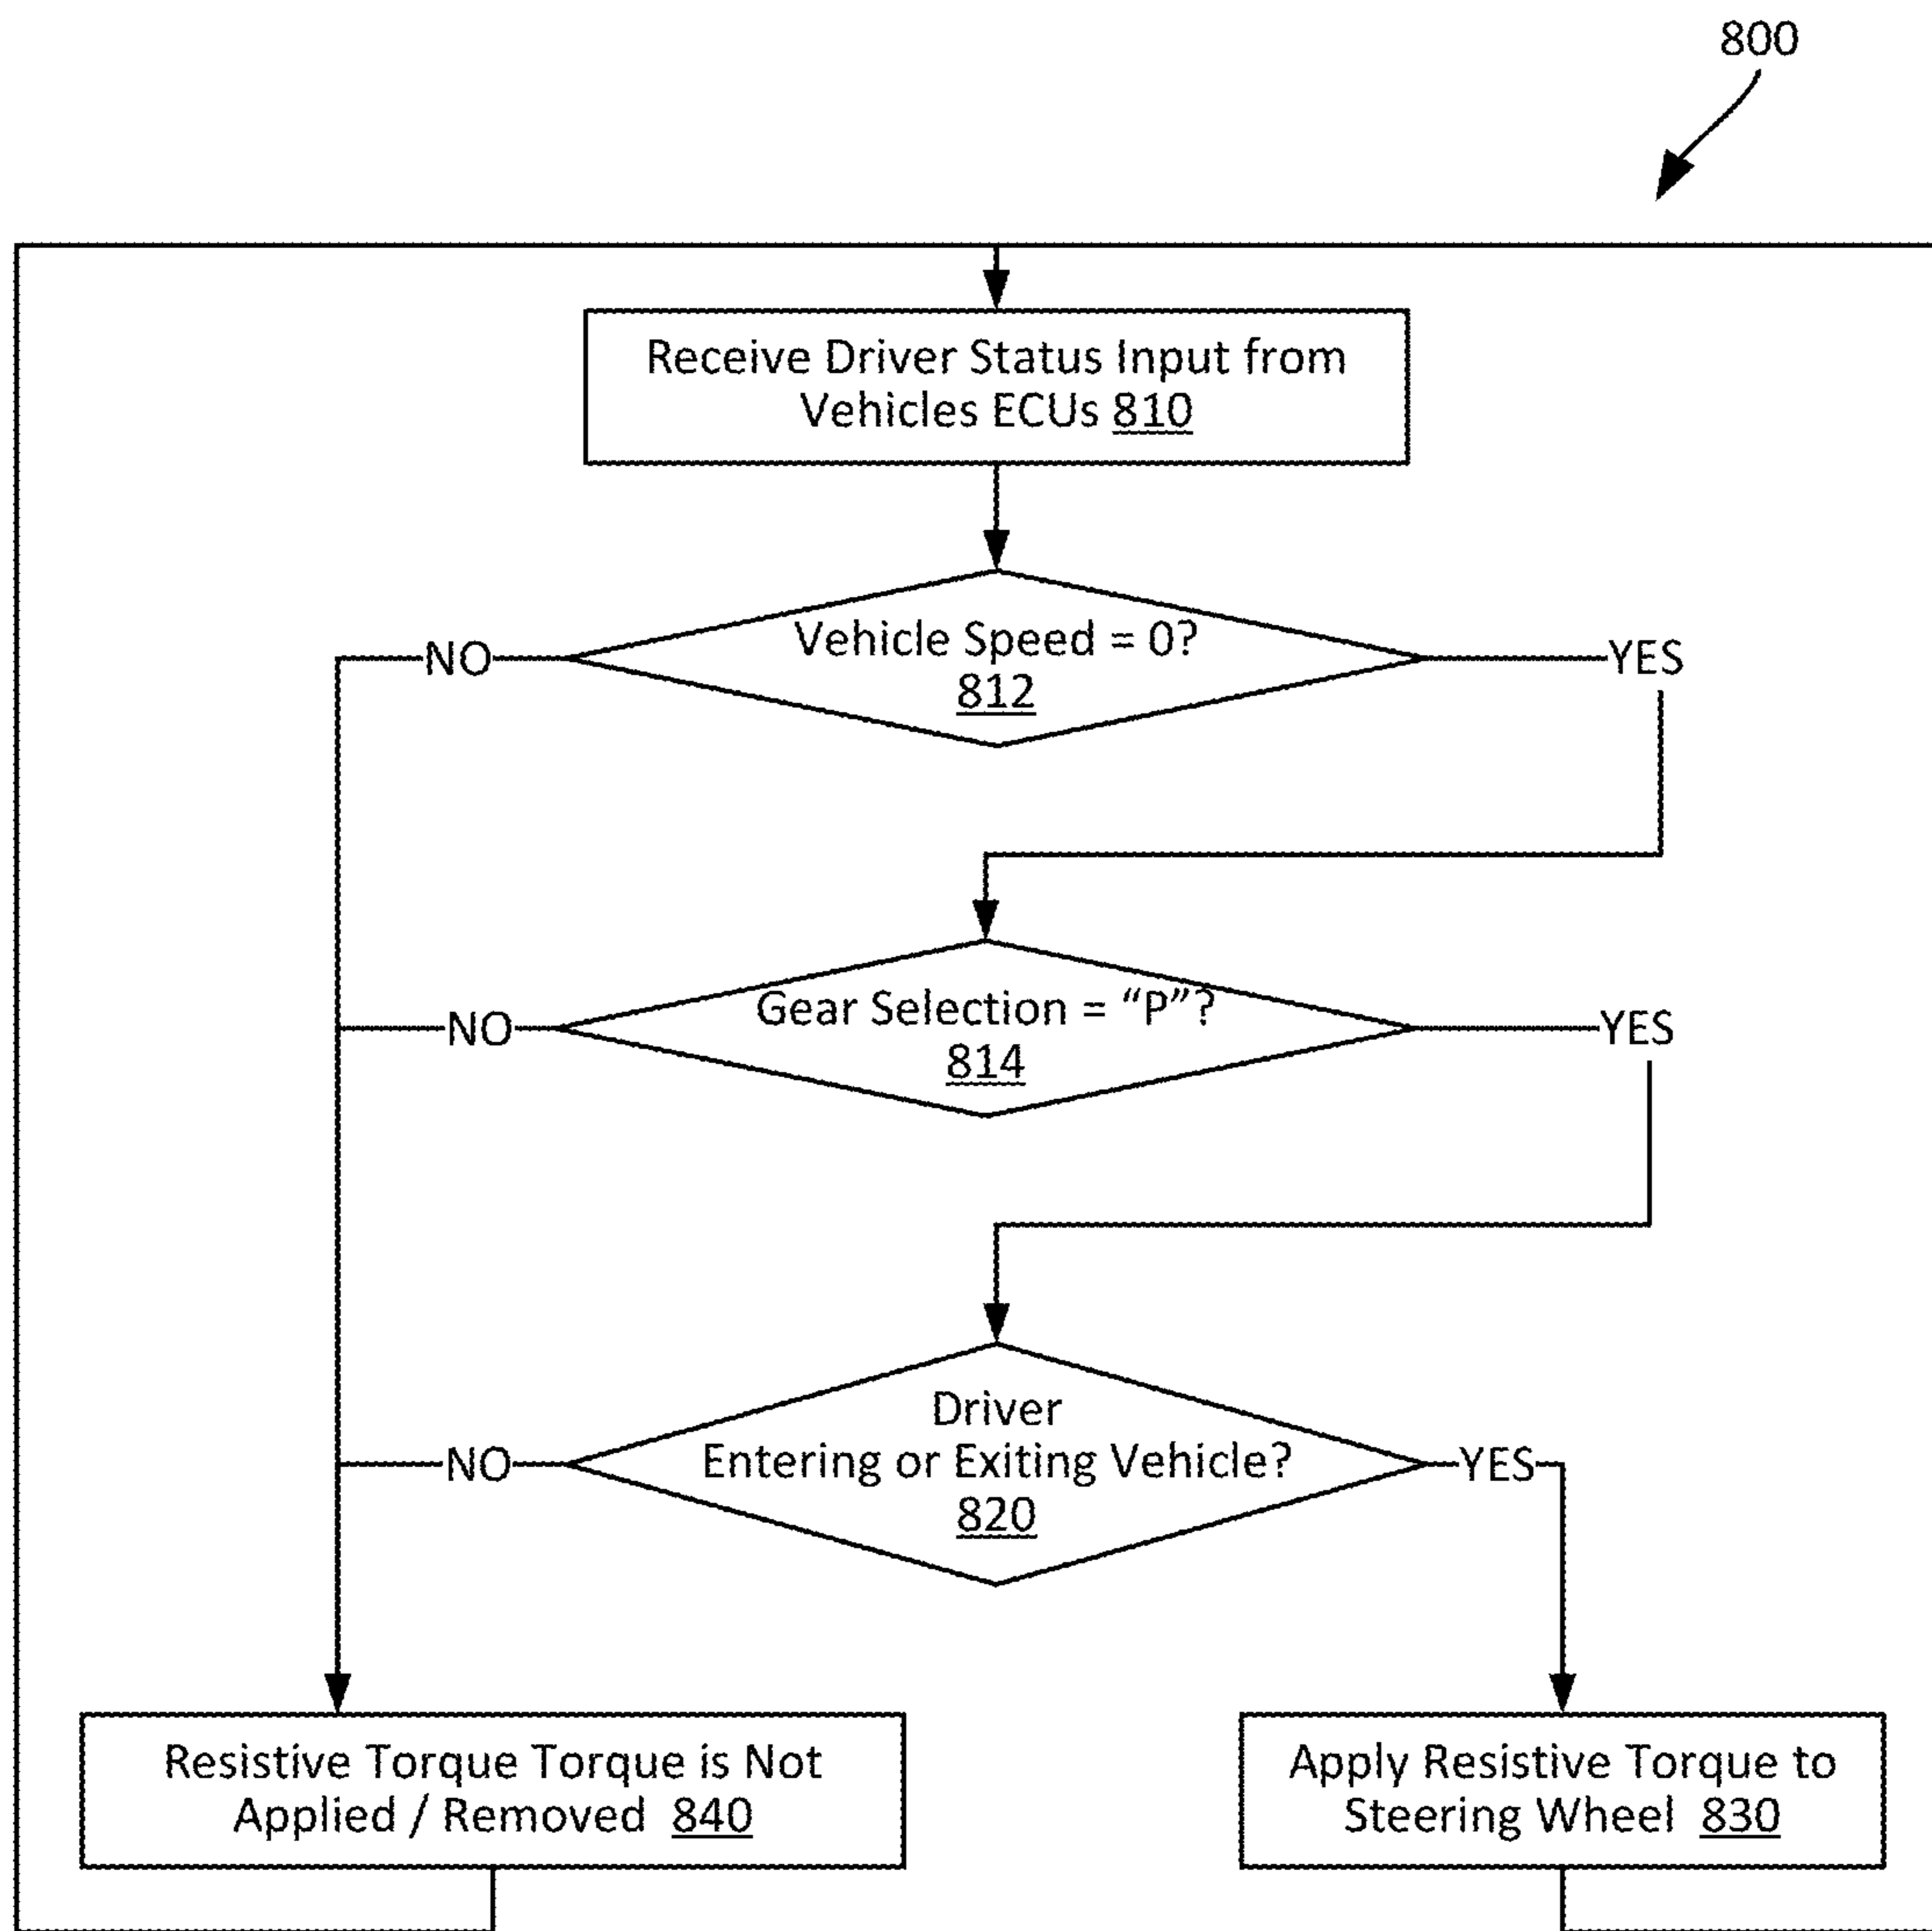 800
Receive Driver Status Input from
Vehicles ECUs 810
Vehicle Speed = 0?
812
NO
YES
Gear Selection = “P”?
814
NO
YES
Driver
Entering or Exiting Vehicle?
820
NO
YES
Resistive Torque Torque is Not
Applied / Removed 840
Apply Resistive Torque to
Steering Wheel 830